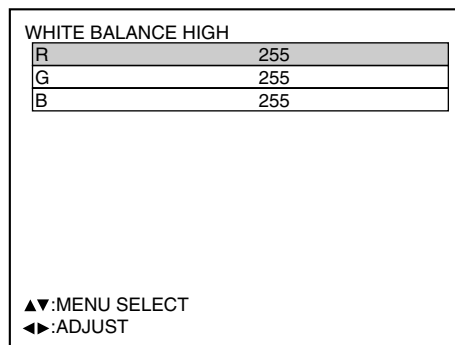 WHITE BALANCE HIGH
R 255
G 255
B 255
▲▼:MENU SELECT
◀▶:ADJUST